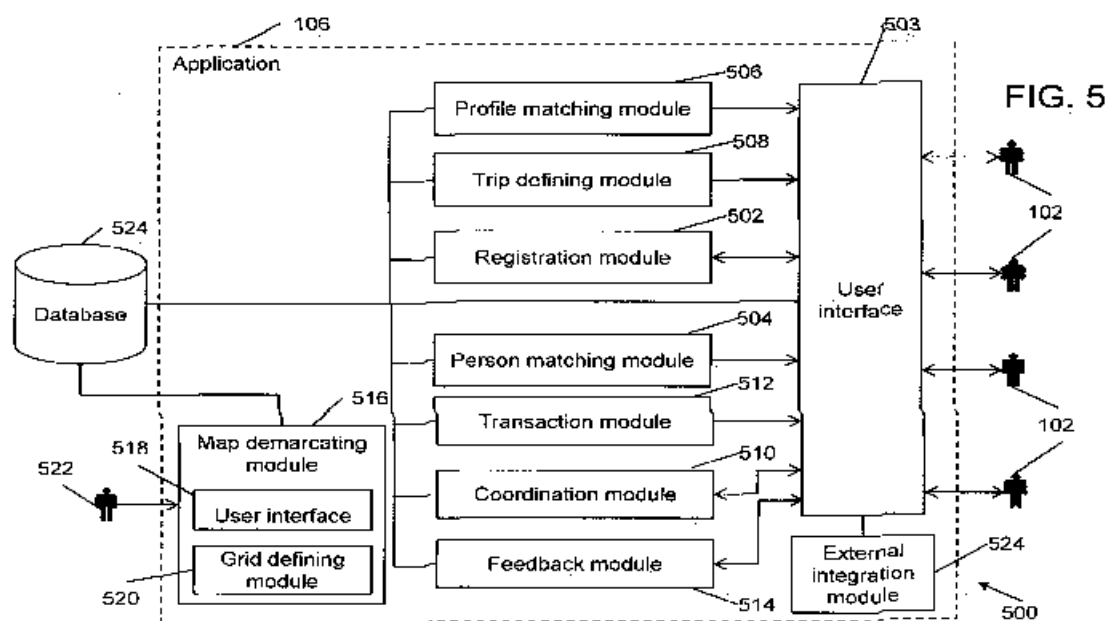 106
503
Application
506
Profile matching module
FIG. 5
508
Trip defining module
502
102
524
Registration module
User
interface
Database
504
Person matching module
512
516
Transaction module
Map demarcating
module
102
518
510
522
Coordination module
User interface
Feedback module
External
integration
module
524
Grid defining
module
520
514
500